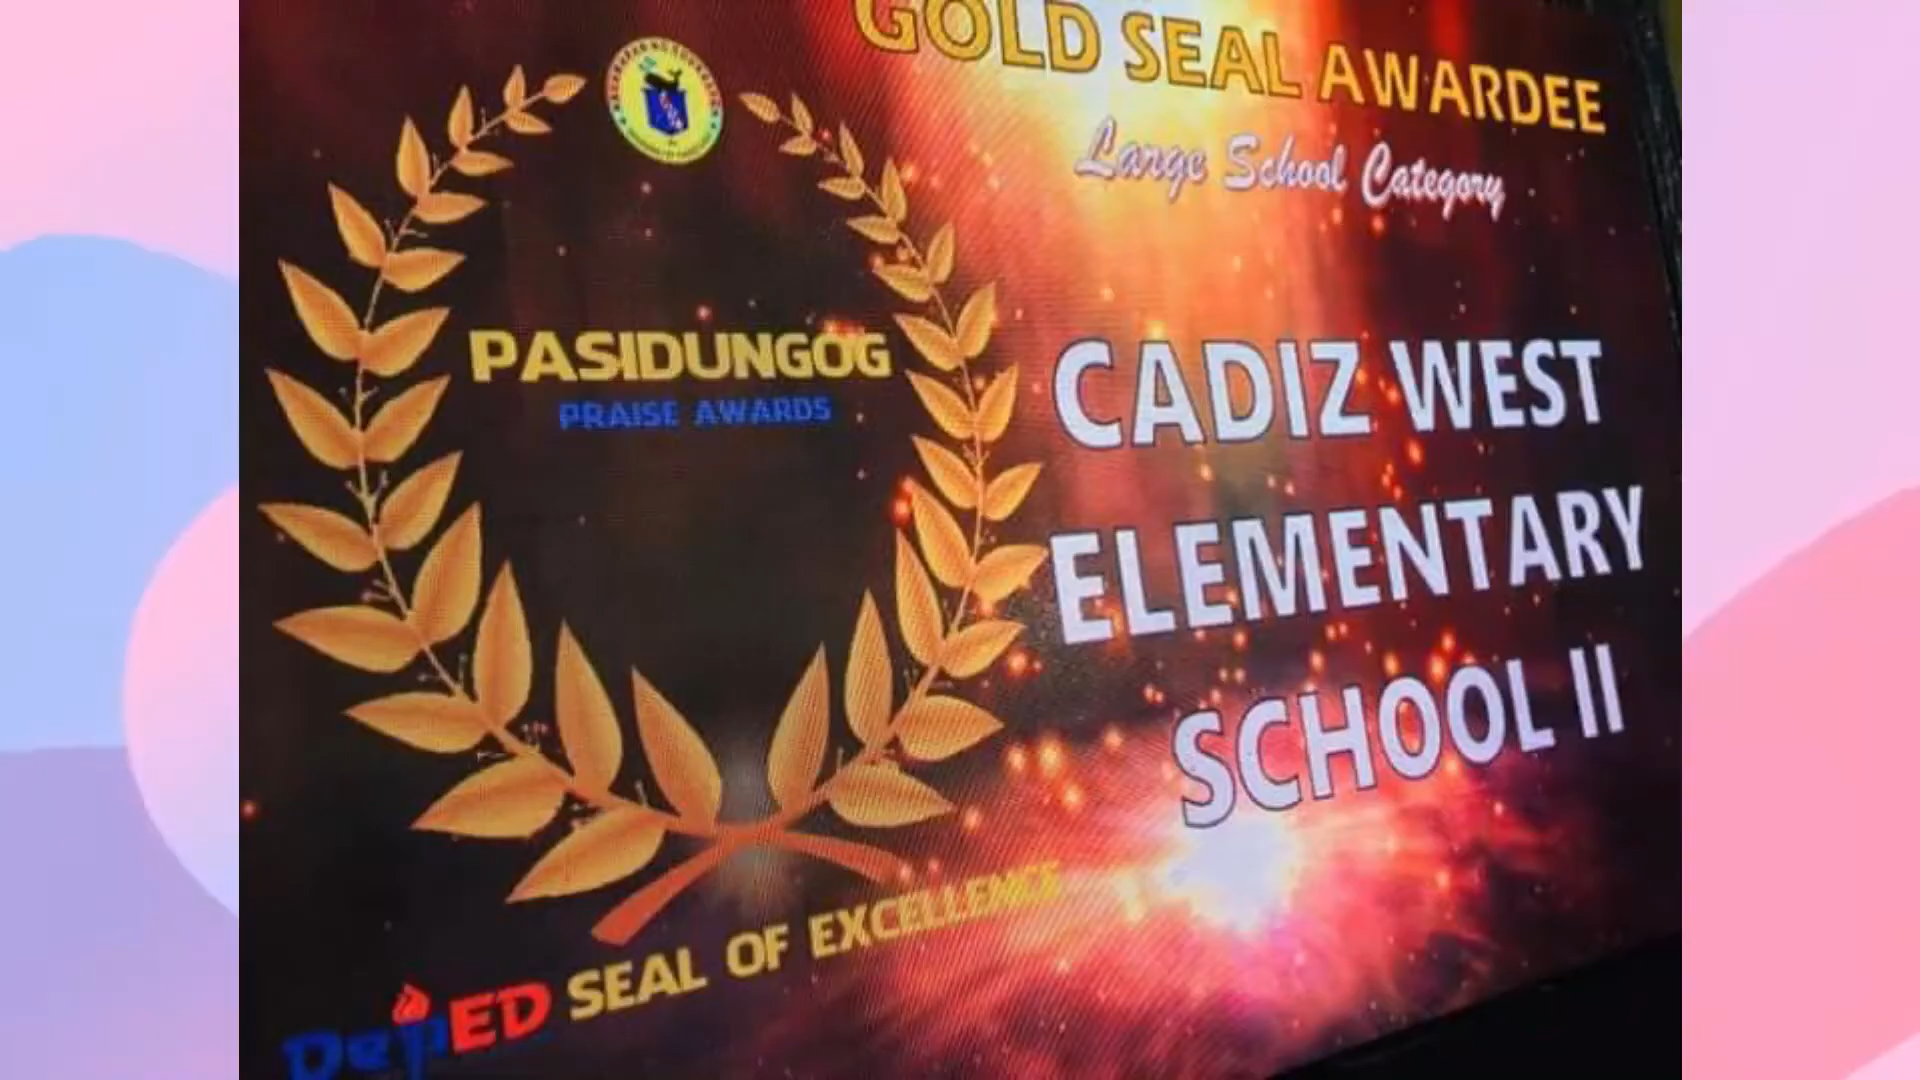 GOLD SEAL AWARDEE
Large School Category
PASIDUNGOG
PRAISE AWARDS
CADIZ WEST
ELEMENTARY
SCHOOL II
DepED SEAL OF EXCELLENCE